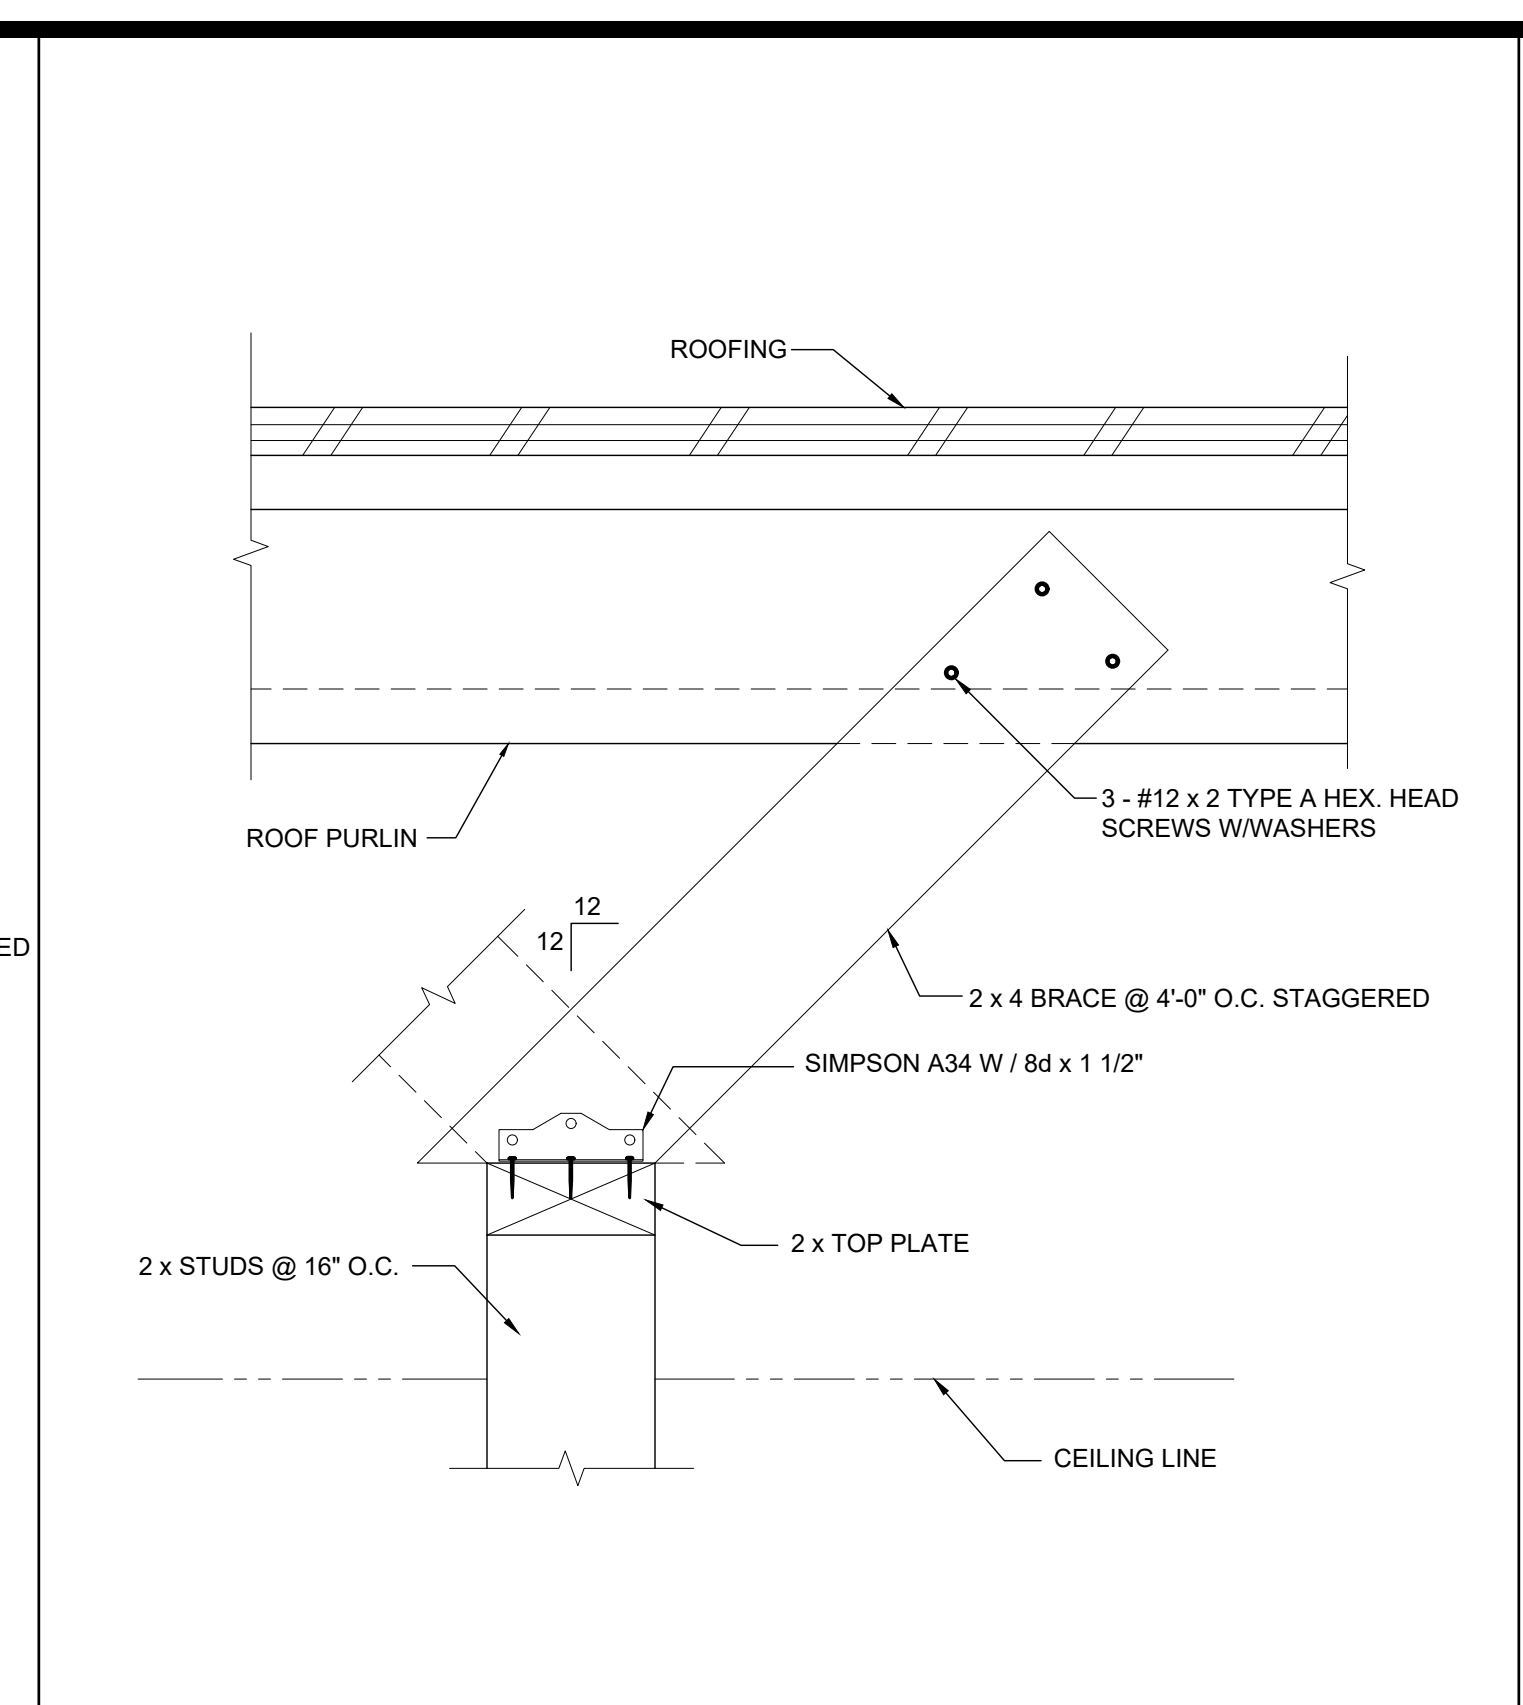 ROOFING
3 - #12 x 2 TYPE A HEX. HEAD
SCREWS W/WASHERS
ROOF PURLIN
12
12
ED
2 x 4 BRACE @ 4'-0" O.C. STAGGERED
SIMPSON A34 W / 8d x 1 1/2"
2 x TOP PLATE
2 x STUDS @ 16" O.C.
CEILING LINE